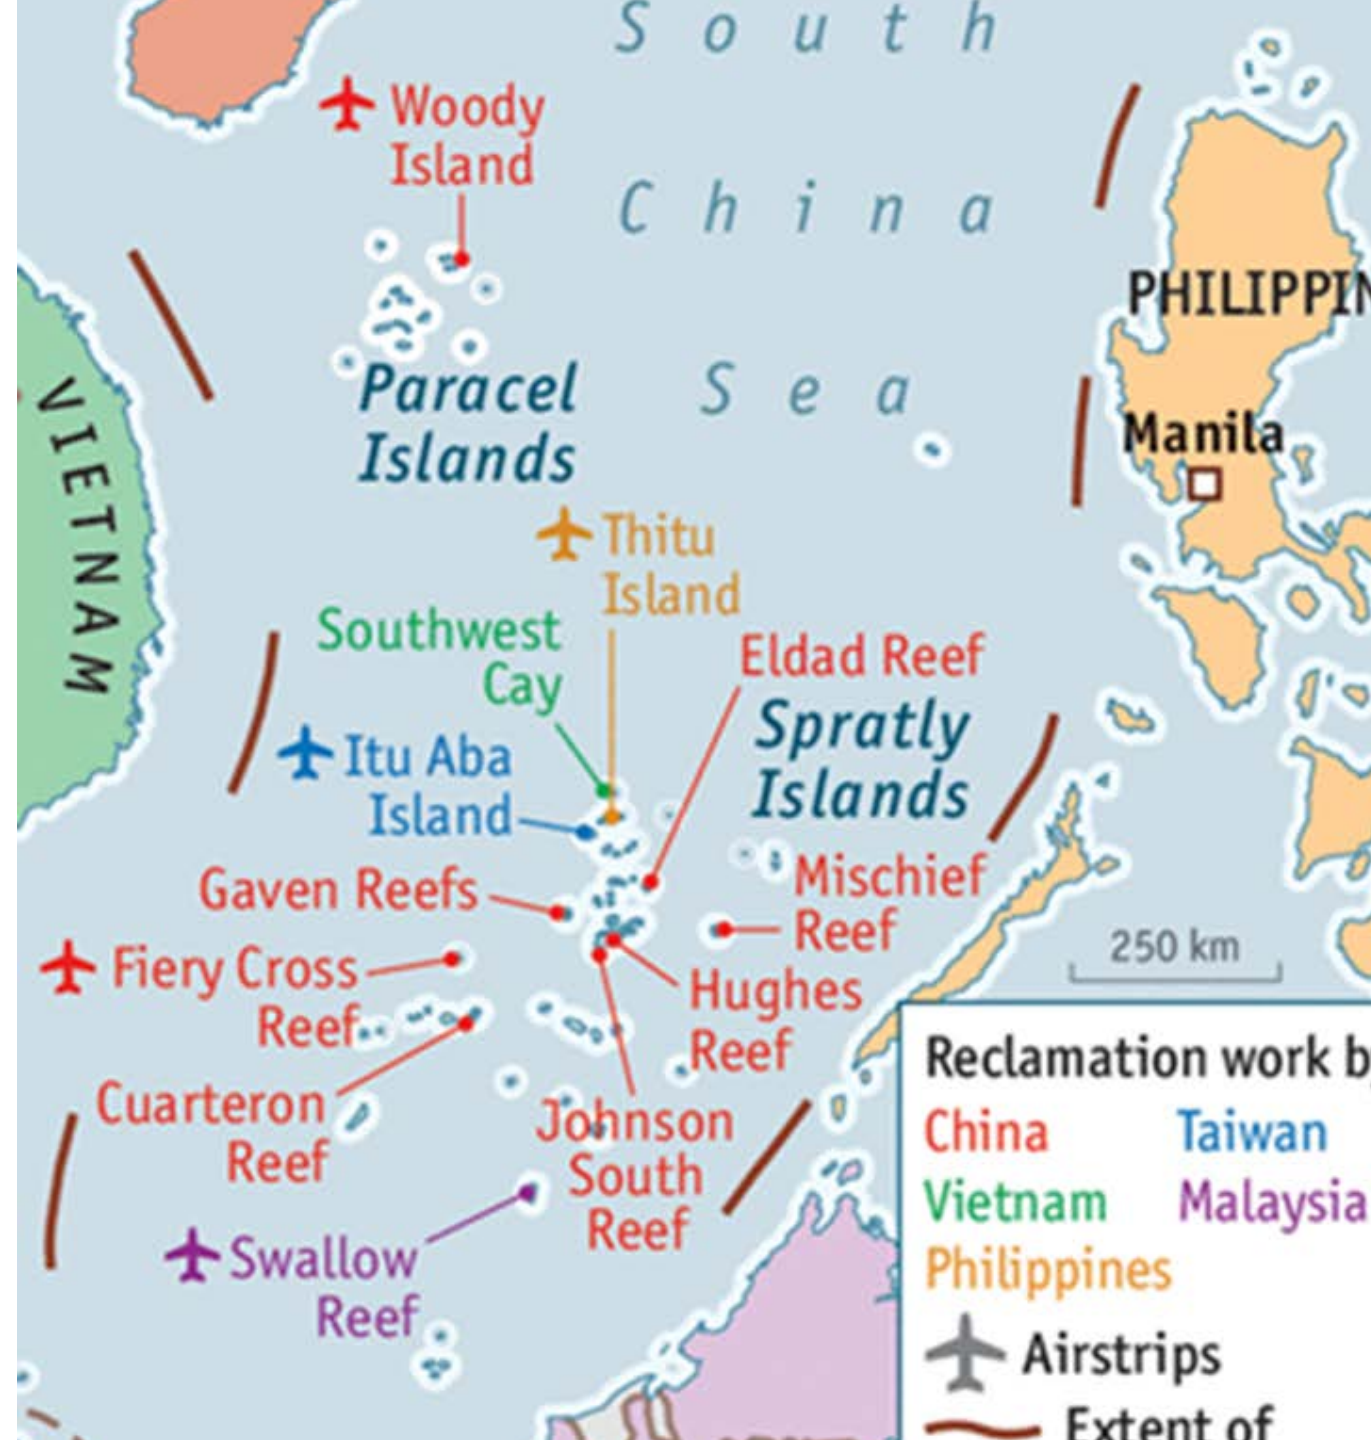 South
China
Sea
Woody
Island
Paracel
Islands
VIETNAM
PHILIPPIN
Manila
Thitu
Island
Southwest
Cay
Eldad Reef
Spratly
Islands
Itu Aba
Island
Gaven Reefs
Mischief
Reef
Fiery Cross
Reef
Hughes
Reef
Cuarteron
Reef
Johnson
South
Reef
Swallow
Reef
250 km
Reclamation work b
China
Taiwan
Vietnam
Malaysia
Philippines
Airstrips
Extent of